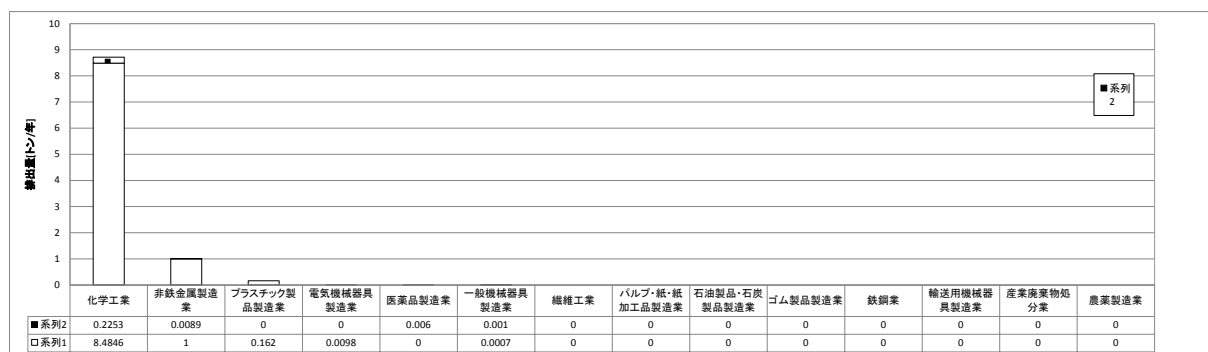 10
9
8
7
6
5
4
3
2
1
0
排出量[トン/年]
■系列
2
化学工業
非鉄金属製造
業
プラスチック製
品製造業
電気機械器具
製造業
医薬品製造業
一般機械器具
製造業
繊維工業
パルプ・紙・紙
加工品製造業
石油製品・石炭
製品製造業
ゴム製品製造業
鉄鋼業
輸送用機械器
具製造業
産業廃棄物処
分業
農薬製造業
■系列2 0.2253 0.0089 0 0 0.006 0.001 0 0 0 0 0 0 0 0
□系列1 8.4846 1 0.162 0.0098 0 0.0007 0 0 0 0 0 0 0 0